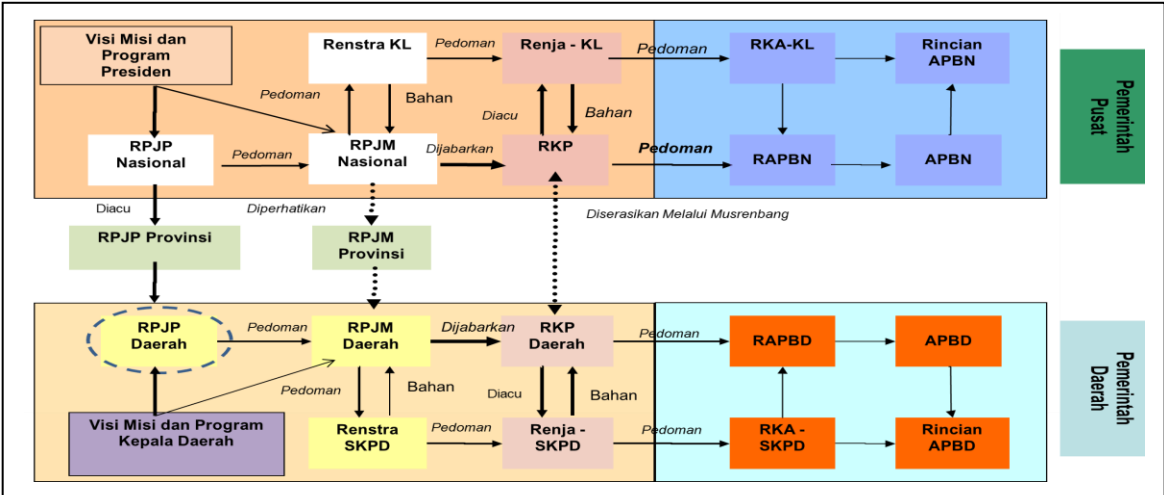 Visi Misi dan
Program
Presiden
Renstra KL
Pedoman
Renja - KL
Pedoman
RKA-KL
Rincian
APBN
Pemerintah
Pusat
Pedoman
Bahan
Diacu
Bahan
RPJP
Nasional
Pedoman
RPJM
Nasional
Dijabarkan
RKP
Pedoman
RAPBN
APBN
Diacu
Diperhatikan
Diserasikan Melalui Musrenbang
RPJP Provinsi
RPJM
Provinsi
RPJP
Daerah
Pedoman
RPJM
Daerah
Dijabarkan
RKP
Daerah
Pedoman
RAPBD
APBD
Pemerintah
Daerah
Pedoman
Bahan
Diacu
Bahan
Visi Misi dan Program
Kepala Daerah
Renstra
SKPD
Pedoman
Renja -
SKPD
Pedoman
RKA -
SKPD
Rincian
APBD